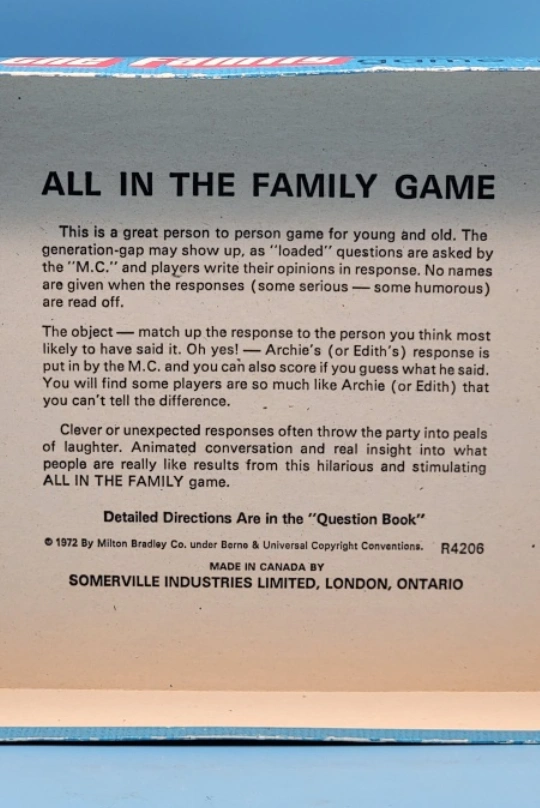 the Family game
ALL IN THE FAMILY GAME
This is a great person to person game for young and old. The
generation-gap may show up, as "loaded" questions are asked by
the "M.C." and players write their opinions in response. No names
are given when the responses (some serious — some humorous)
are read off.
The object — match up the response to the person you think most
likely to have said it. Oh yes! — Archie's (or Edith's) response is
put in by the M.C. and you can also score if you guess what he said.
You will find some players are so much like Archie (or Edith) that
you can't tell the difference.
Clever or unexpected responses often throw the party into peals
of laughter. Animated conversation and real insight into what
people are really like results from this hilarious and stimulating
ALL IN THE FAMILY game.
Detailed Directions Are in the "Question Book"
© 1972 By Milton Bradley Co. under Berne & Universal Copyright Conventions. R4206
MADE IN CANADA BY
SOMERVILLE INDUSTRIES LIMITED, LONDON, ONTARIO